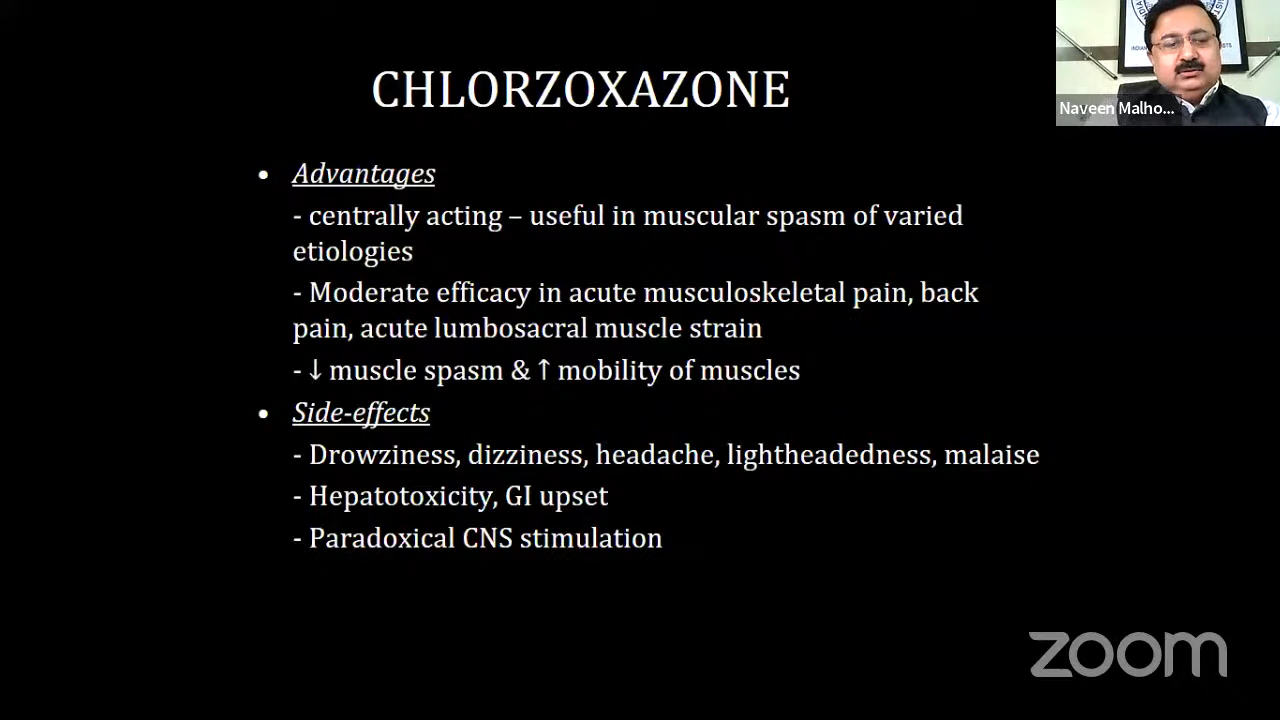 CHLORZOXAZONE
Naveen Malho...
• Advantages
- centrally acting – useful in muscular spasm of varied
etiologies
- Moderate efficacy in acute musculoskeletal pain, back
pain, acute lumbosacral muscle strain
- ↓ muscle spasm & ↑ mobility of muscles
• Side-effects
- Drowziness, dizziness, headache, lightheadedness, malaise
- Hepatotoxicity, GI upset
- Paradoxical CNS stimulation
zoom